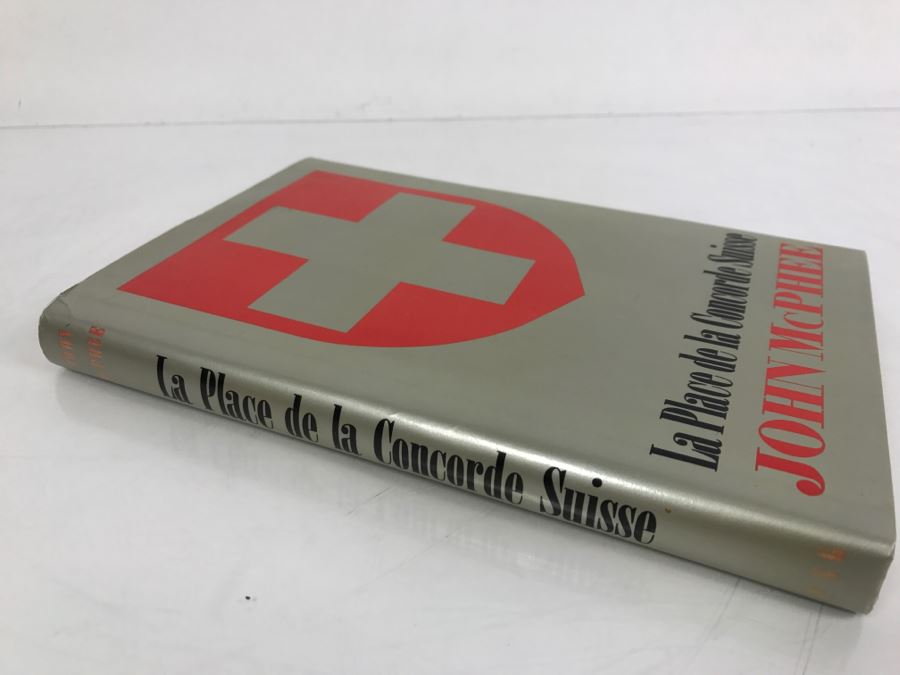 La Place de la Concorde Suisse
JOHN McPHEE
La Place de la Concorde Suisse